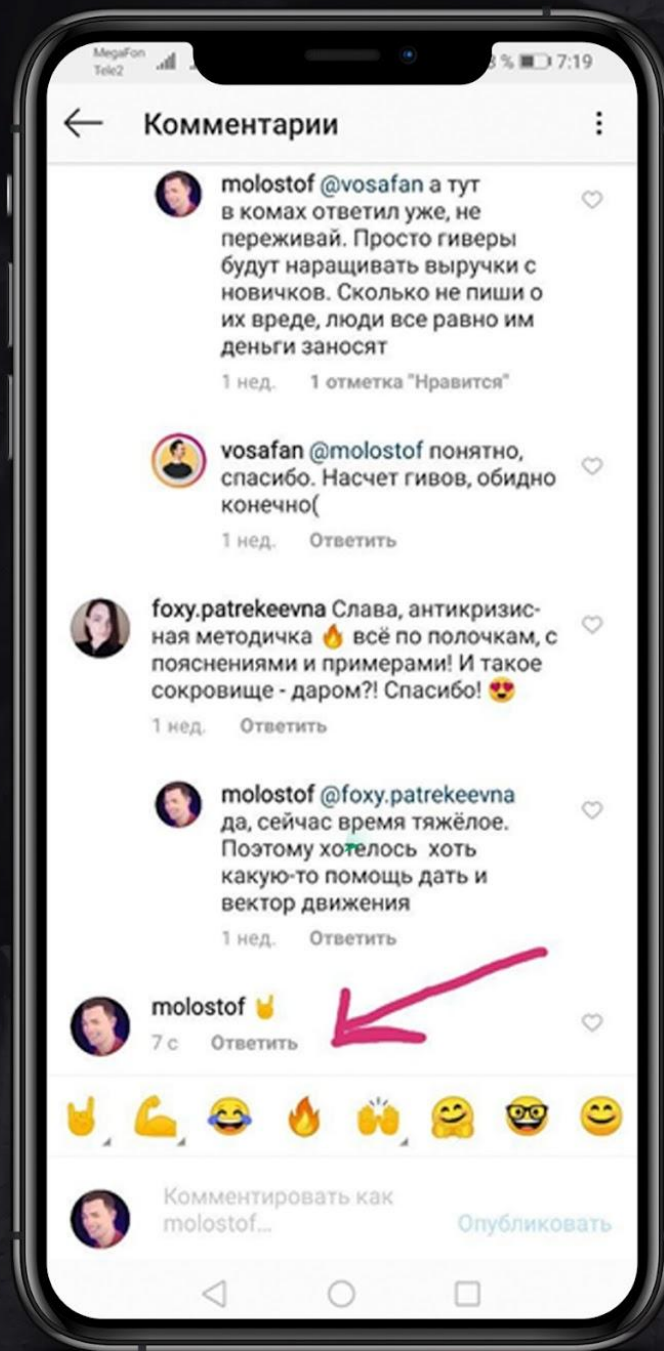 MegaFon
Tele2
% 7:19
Комментарии
molostof @vosafan а тут
в комах ответил уже, не
переживай. Просто гиверы
будут наращивать выручки с
новичков. Сколько не пиши о
их вреде, люди все равно им
деньги заносят
1 нед. 1 отметка "Нравится"
vosafan @molostof понятно,
спасибо. Насчет гивов, обидно
конечно(
1 нед. Ответить
foxy.patrekeevna Слава, антикризис-
ная методичка 🔥 всё по полочкам, с
пояснениями и примерами! И такое
сокровище - даром?! Спасибо! 😍
1 нед. Ответить
molostof @foxy.patrekeevna
да, сейчас время тяжёлое.
Поэтому хотелось хоть
какую-то помощь дать и
вектор движения
1 нед. Ответить
molostof 🤘
7 с Ответить
Комментировать как
molostof...
Опубликовать